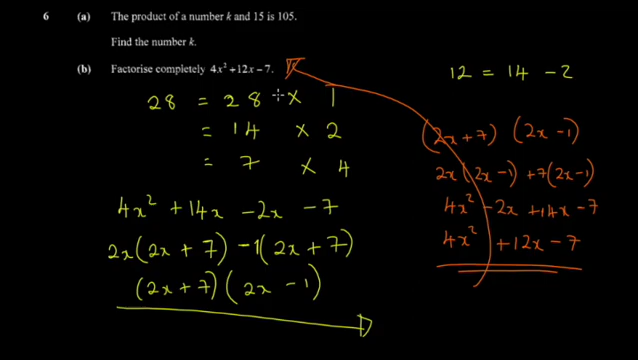 6 (a) The product of a number k and 15 is 105.
Find the number k.
(b) Factorise completely 4x² + 12x − 7.
28 = 28 × 1
= 14 × 2
= 7 × 4
4x² + 14x − 2x − 7
2x(2x + 7) − 1(2x + 7)
(2x + 7)(2x − 1)
12 = 14 − 2
(2x + 7) (2x − 1)
2x(2x − 1) + 7(2x − 1)
4x² − 2x + 14x − 7
4x² + 12x − 7